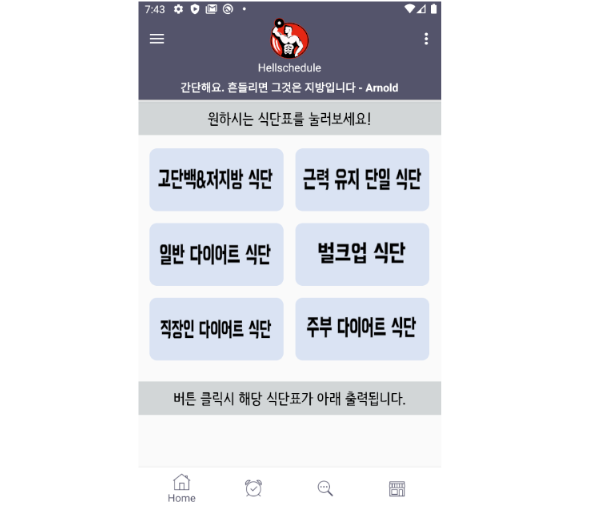 7:43
Hellschedule
간단해요. 흔들리면 그것은 지방입니다 - Arnold
원하시는 식단표를 눌러보세요!
고단백&저지방 식단 근력 유지 단일 식단
일반 다이어트 식단 벌크업 식단
직장인 다이어트 식단 주부 다이어트 식단
버튼 클릭시 해당 식단표가 아래 출력됩니다.
Home